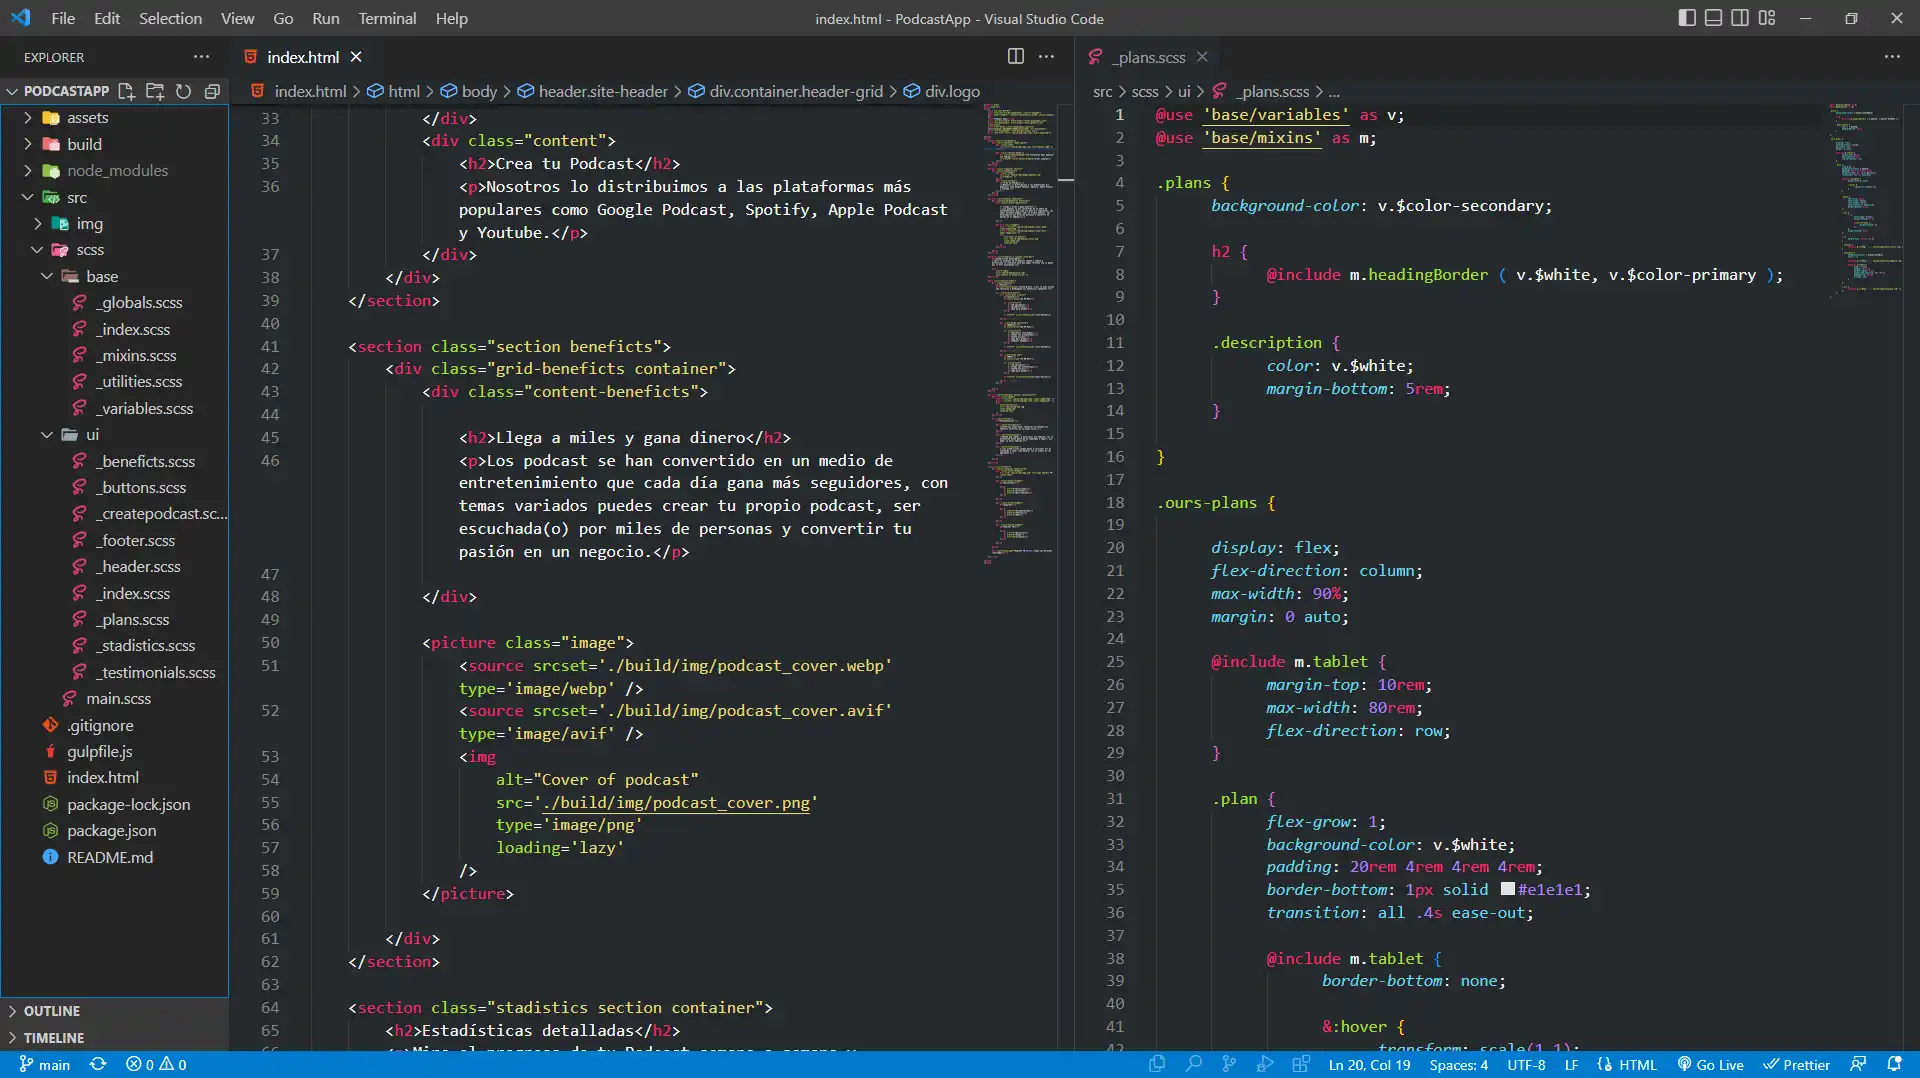 File Edit Selection View Go Run Terminal Help
index.html - PodcastApp - Visual Studio Code
EXPLORER
PODCASTAPP
assets
build
node_modules
src
img
scss
base
_globals.scss
_index.scss
_mixins.scss
_utilities.scss
_variables.scss
ui
_beneficts.scss
_buttons.scss
_createpodcast.sc...
_footer.scss
_header.scss
_index.scss
_plans.scss
_stadistics.scss
_testimonials.scss
main.scss
.gitignore
gulpfile.js
index.html
package-lock.json
package.json
README.md
OUTLINE
TIMELINE
index.html
index.html > html > body > header.site-header > div.container.header-grid > div.logo
33 </div>
34 <div class="content">
35 <h2>Crea tu Podcast</h2>
36 <p>Nosotros lo distribuimos a las plataformas más
populares como Google Podcast, Spotify, Apple Podcast
y Youtube.</p>
37 </div>
38 </div>
39 </section>
40
41 <section class="section beneficts">
42 <div class="grid-beneficts container">
43 <div class="content-beneficts">
44
45 <h2>Llega a miles y gana dinero</h2>
46 <p>Los podcast se han convertido en un medio de
entretenimiento que cada día gana más seguidores, con
temas variados puedes crear tu propio podcast, ser
escuchada(o) por miles de personas y convertir tu
pasión en un negocio.</p>
47
48 </div>
49
50 <picture class="image">
51 <source srcset='./build/img/podcast_cover.webp'
type='image/webp' />
52 <source srcset='./build/img/podcast_cover.avif'
type='image/avif' />
53 <img
54 alt="Cover of podcast"
55 src='./build/img/podcast_cover.png'
56 type='image/png'
57 loading='lazy'
58 />
59 </picture>
60
61 </div>
62 </section>
63
64 <section class="stadistics section container">
65 <h2>Estadísticas detalladas</h2>
_plans.scss
src > scss > ui > _plans.scss > ...
1 @use 'base/variables' as v;
2 @use 'base/mixins' as m;
3
4 .plans {
5 background-color: v.$color-secondary;
6
7 h2 {
8 @include m.headingBorder ( v.$white, v.$color-primary );
9 }
10
11 .description {
12 color: v.$white;
13 margin-bottom: 5rem;
14 }
15
16 }
17
18 .ours-plans {
19
20 display: flex;
21 flex-direction: column;
22 max-width: 90%;
23 margin: 0 auto;
24
25 @include m.tablet {
26 margin-top: 10rem;
27 max-width: 80rem;
28 flex-direction: row;
29 }
30
31 .plan {
32 flex-grow: 1;
33 background-color: v.$white;
34 padding: 20rem 4rem 4rem 4rem;
35 border-bottom: 1px solid #e1e1e1;
36 transition: all .4s ease-out;
37
38 @include m.tablet {
39 border-bottom: none;
40
41 &:hover {
42 transform: scale(1.1);
main 0 0 Ln 20, Col 19 Spaces: 4 UTF-8 LF HTML Go Live Prettier